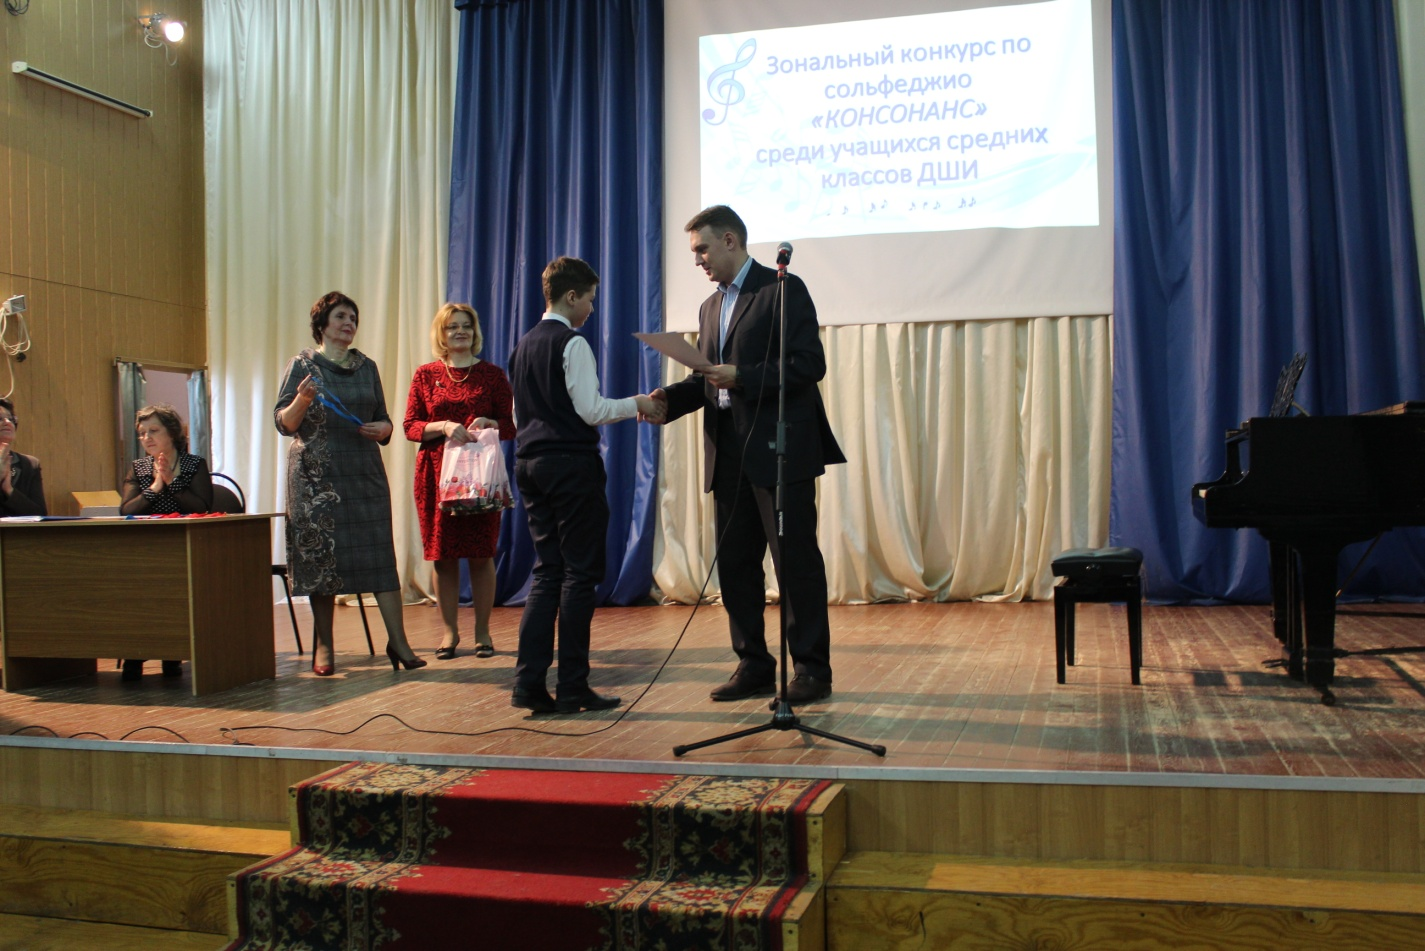 Зональный конкурс по
сольфеджио
«КОНСОНАНС»
среди учащихся средних
классов ДШИ